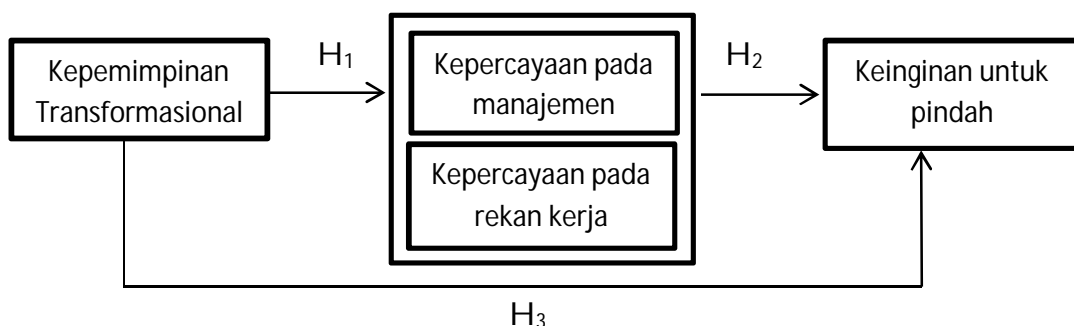 Kepemimpinan
Transformasional
H1
Kepercayaan pada
manajemen
Kepercayaan pada
rekan kerja
H2
Keinginan untuk
pindah
H3